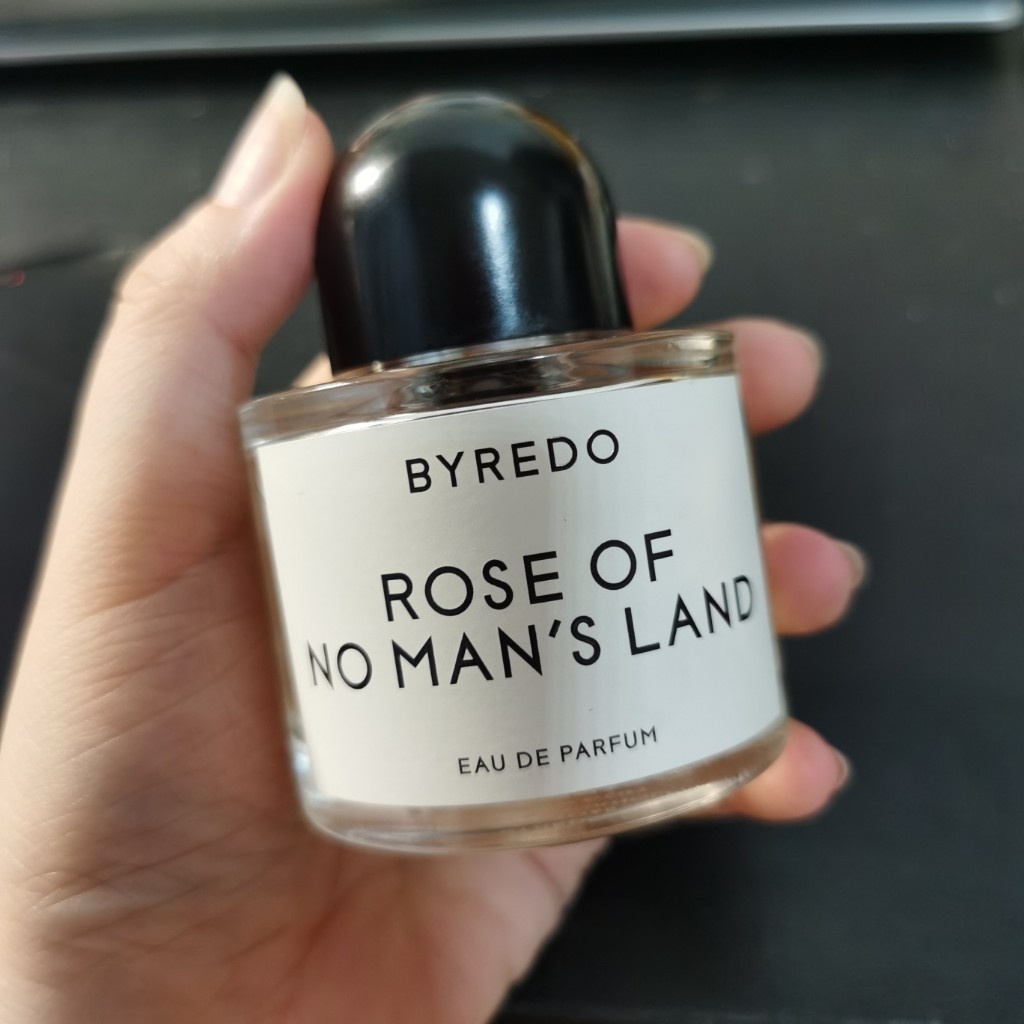 BYREDO
ROSE OF
NO MAN'S LAND
EAU DE PARFUM